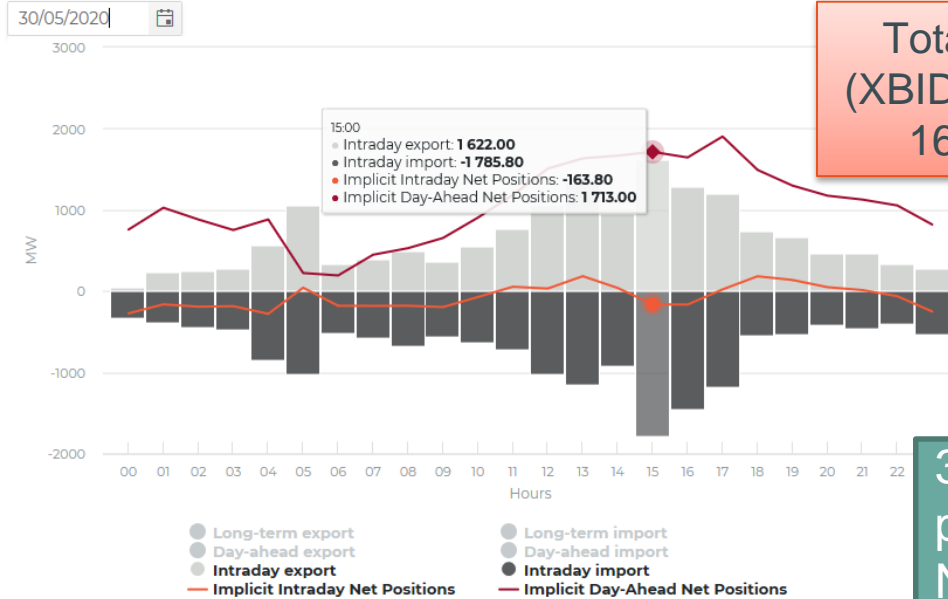 30/05/2020
3000
2000
1000
0
-1000
-2000
MW
15:00
Intraday export: 1 622.00
Intraday import: -1 785.80
Implicit Intraday Net Positions: -163.80
Implicit Day-Ahead Net Positions: 1 713.00
(XBID
16
00 01 02 03 04 05 06 07 08 09 10 11 12 13 14 15 16 17 18 19 20 21 22
Hours
3
Long-term export
Long-term import
Day-ahead export
Day-ahead import
Intraday export
Intraday import
Implicit Intraday Net Positions
Implicit Day-Ahead Net Positions